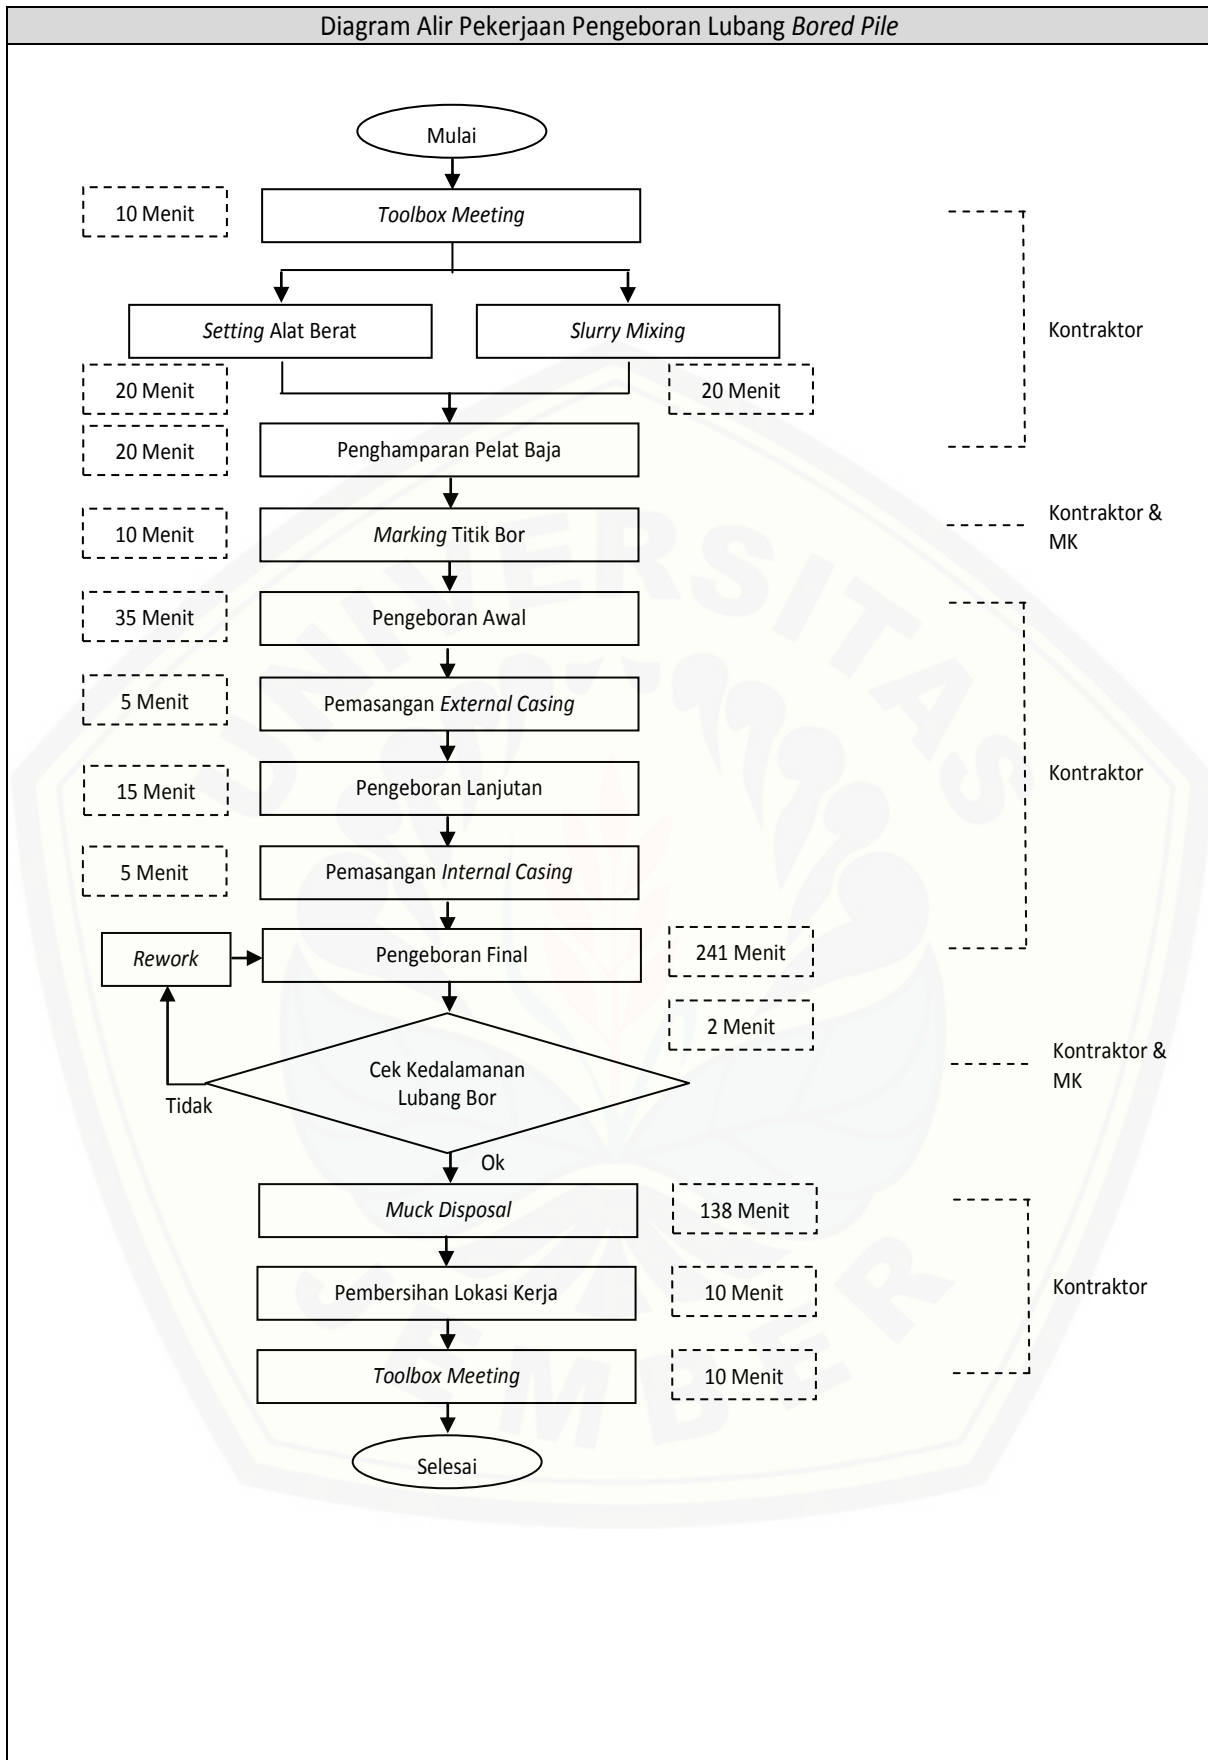 Diagram Alir Pekerjaan Pengeboran Lubang Bored Pile
Mulai
10 Menit
Toolbox Meeting
Setting Alat Berat
Slurry Mixing
Kontraktor
20 Menit
20 Menit
20 Menit
Penghamparan Pelat Baja
10 Menit
Marking Titik Bor
Kontraktor &
MK
35 Menit
Pengeboran Awal
5 Menit
Pemasangan External Casing
15 Menit
Pengeboran Lanjutan
Kontraktor
5 Menit
Pemasangan Internal Casing
Rework
Pengeboran Final
241 Menit
2 Menit
Cek Kedalamanan
Lubang Bor
Kontraktor &
MK
Tidak
Ok
Muck Disposal
138 Menit
Pembersihan Lokasi Kerja
10 Menit
Kontraktor
Toolbox Meeting
10 Menit
Selesai
UNIVERSITAS
JEMBER